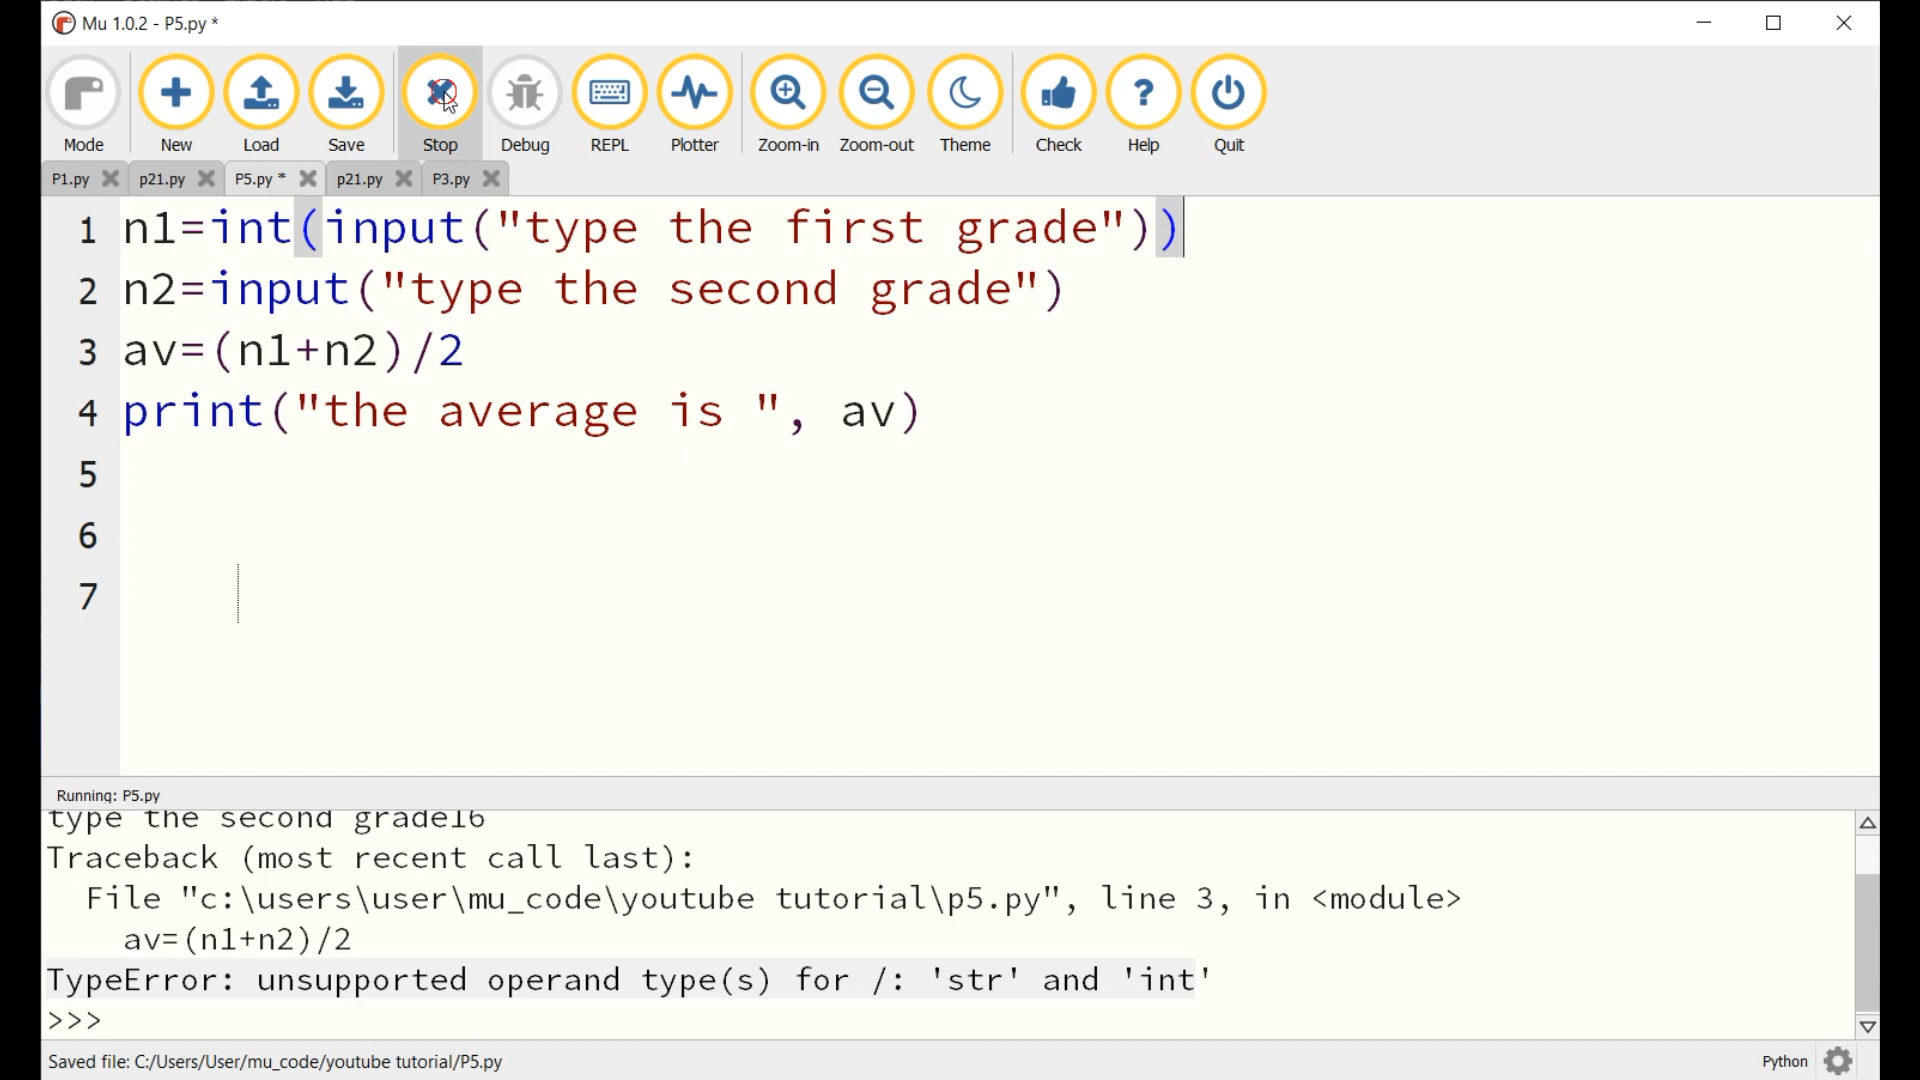 Mu 1.0.2 - P5.py *
Mode New Load Save Stop Debug REPL Plotter Zoom-in Zoom-out Theme Check Help Quit
P1.py p21.py P5.py * p21.py P3.py
1 n1=int(input("type the first grade"))
2 n2=input("type the second grade")
3 av=(n1+n2)/2
4 print("the average is ", av)
5
6
7
Running: P5.py
type the second grade16
Traceback (most recent call last):
File "c:\users\user\mu_code\youtube tutorial\p5.py", line 3, in <module>
av=(n1+n2)/2
TypeError: unsupported operand type(s) for /: 'str' and 'int'
>>>
Saved file: C:/Users/User/mu_code/youtube tutorial/P5.py
Python